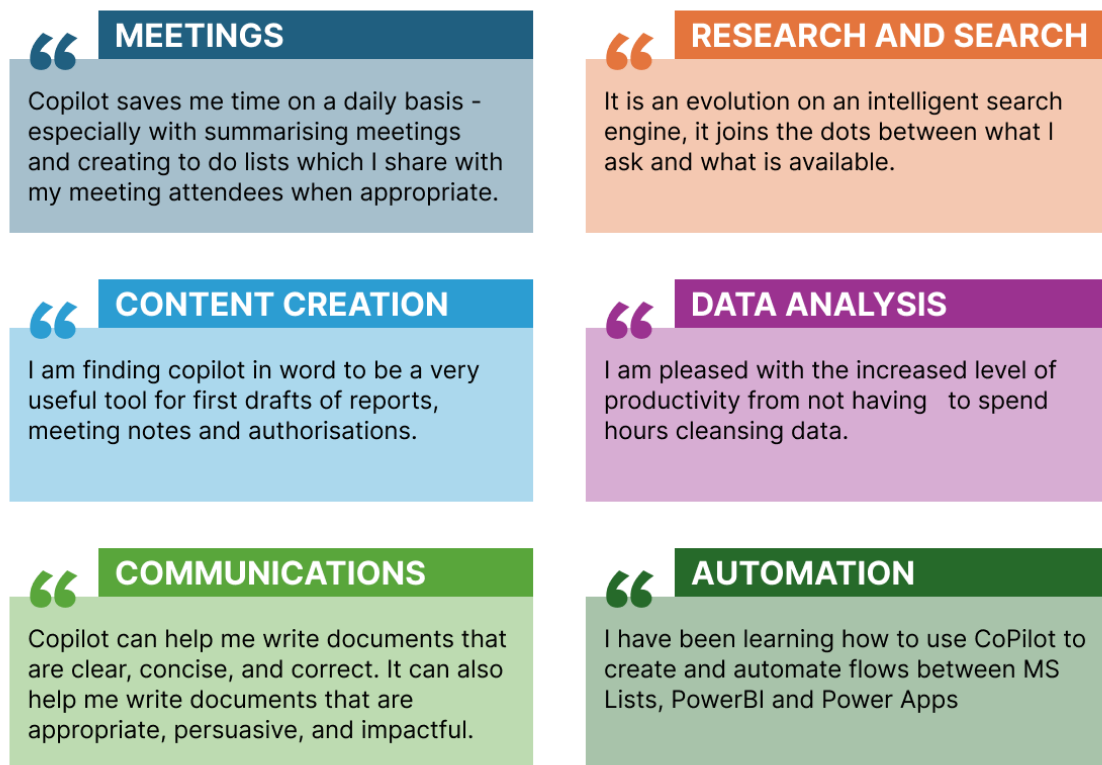 MEETINGS
Copilot saves me time on a daily basis -
especially with summarising meetings
and creating to do lists which I share with
my meeting attendees when appropriate.
RESEARCH AND SEARCH
It is an evolution on an intelligent search
engine, it joins the dots between what I
ask and what is available.
CONTENT CREATION
I am finding copilot in word to be a very
useful tool for first drafts of reports,
meeting notes and authorisations.
DATA ANALYSIS
I am pleased with the increased level of
productivity from not having   to spend
hours cleansing data.
COMMUNICATIONS
Copilot can help me write documents that
are clear, concise, and correct. It can also
help me write documents that are
appropriate, persuasive, and impactful.
AUTOMATION
I have been learning how to use CoPilot to
create and automate flows between MS
Lists, PowerBI and Power Apps